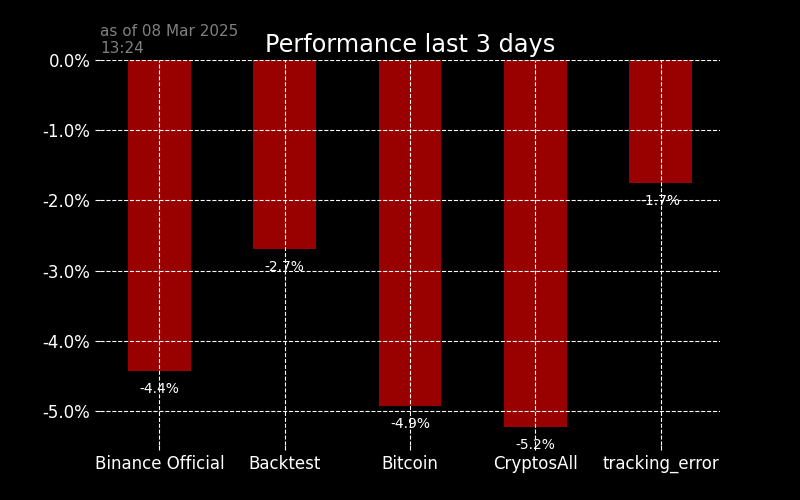 as of 08 Mar 2025
13:24
Performance last 3 days
0.0%
-1.0%
-2.0%
-3.0%
-4.0%
-5.0%
-4.4%
-2.7%
-4.9%
-5.2%
-1.7%
Binance Official
Backtest
Bitcoin
CryptosAll
tracking_error